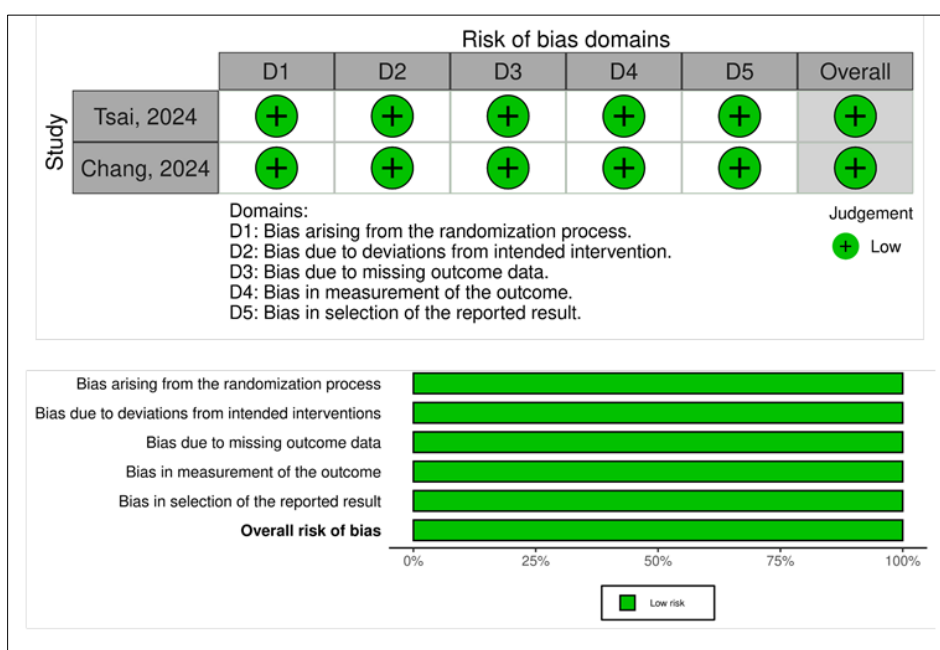 Risk of bias domains
D1 D2 D3 D4 D5 Overall
Study
Tsai, 2024 + + + + + +
Chang, 2024 + + + + + +
Domains:
D1: Bias arising from the randomization process.
D2: Bias due to deviations from intended intervention.
D3: Bias due to missing outcome data.
D4: Bias in measurement of the outcome.
D5: Bias in selection of the reported result.
Judgement
+ Low
Bias arising from the randomization process
Bias due to deviations from intended interventions
Bias due to missing outcome data
Bias in measurement of the outcome
Bias in selection of the reported result
Overall risk of bias
0% 25% 50% 75% 100%
Low risk